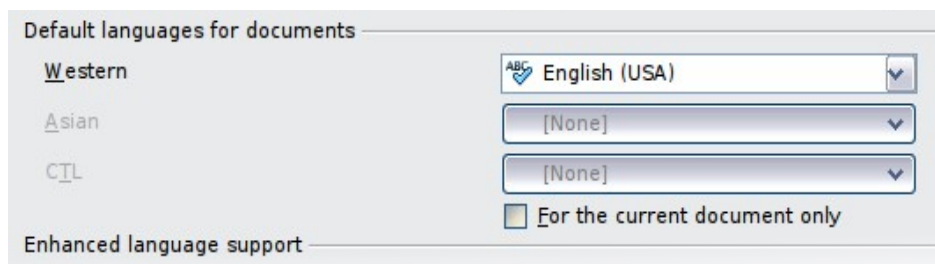 Default languages for documents
Western ABC English (USA)
Asian [None]
CTL [None]
For the current document only
Enhanced language support